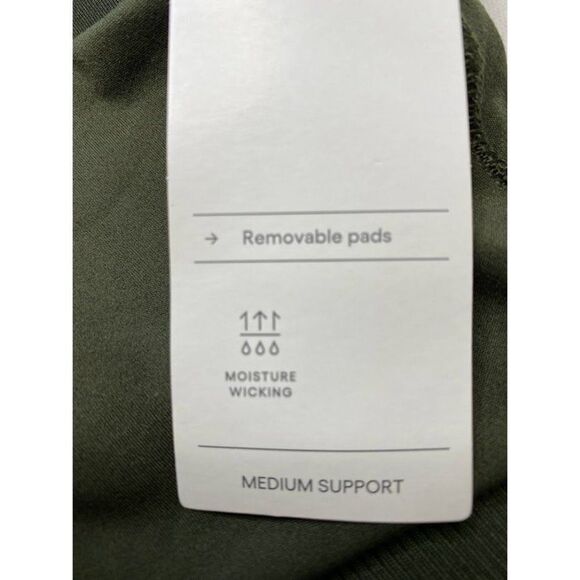 → Removable pads
MOISTURE
WICKING
MEDIUM SUPPORT